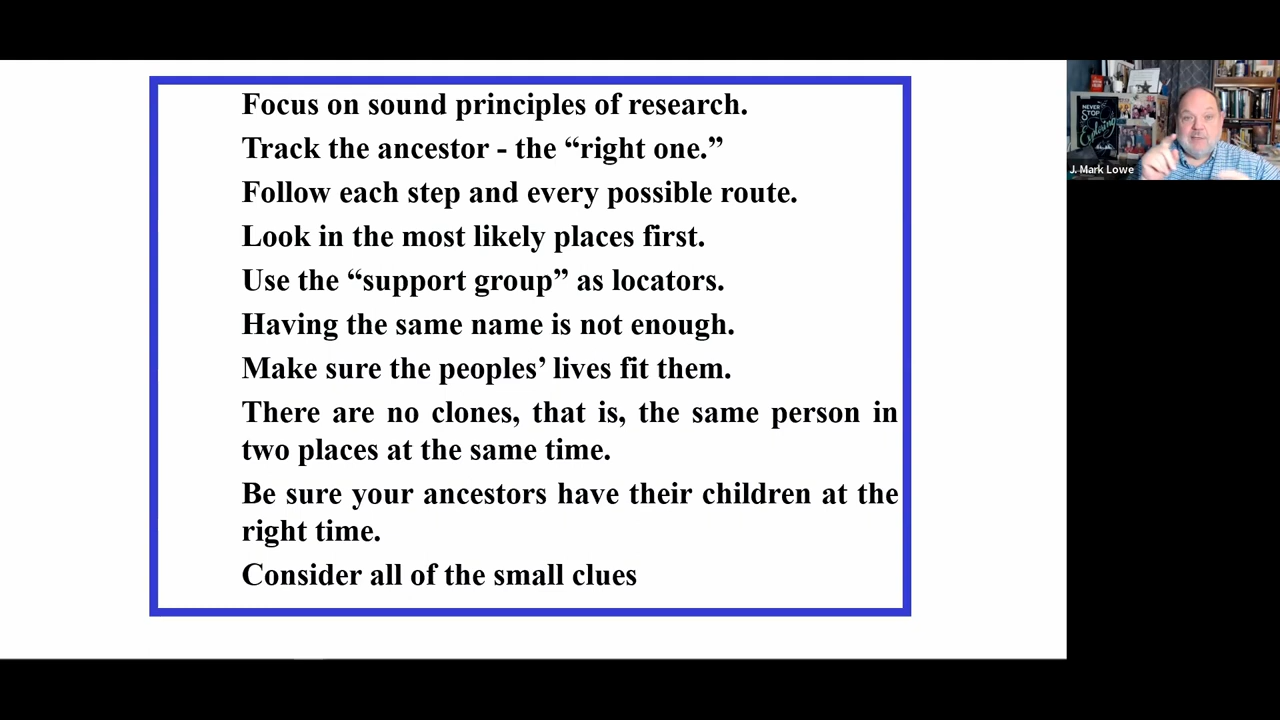 Focus on sound principles of research.
Track the ancestor - the “right one.”
Follow each step and every possible route.
Look in the most likely places first.
Use the “support group” as locators.
Having the same name is not enough.
Make sure the peoples’ lives fit them.
There are no clones, that is, the same person in
two places at the same time.
Be sure your ancestors have their children at the
right time.
Consider all of the small clues
NEVER
STOP
Exploring
J. Mark Lowe